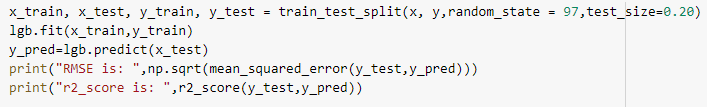 x_train, x_test, y_train, y_test = train_test_split(x, y,random_state = 97,test_size=0.20)
lgb.fit(x_train,y_train)
y_pred=lgb.predict(x_test)
print("RMSE is: ",np.sqrt(mean_squared_error(y_test,y_pred)))
print("r2_score is: ",r2_score(y_test,y_pred))